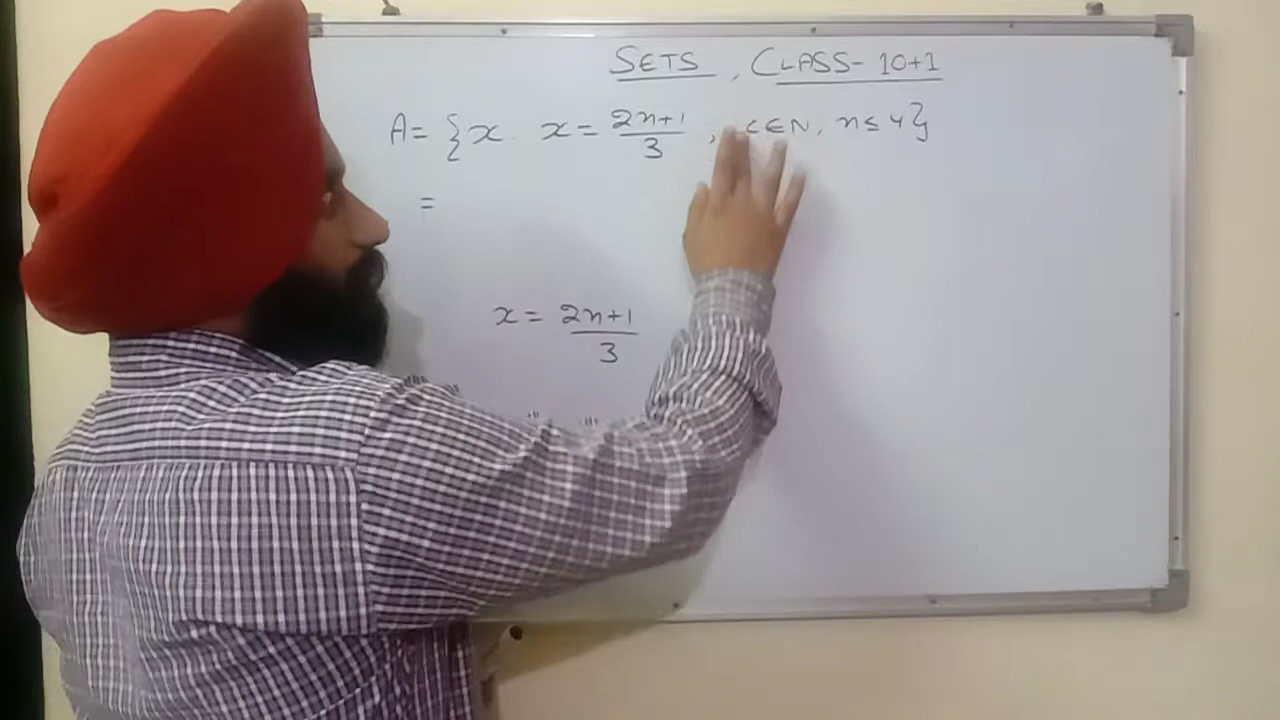 SETS, CLASS-10+1
A= {x x= 2n+1/3, ∈N, n≤4}
=
x= 2n+1/3